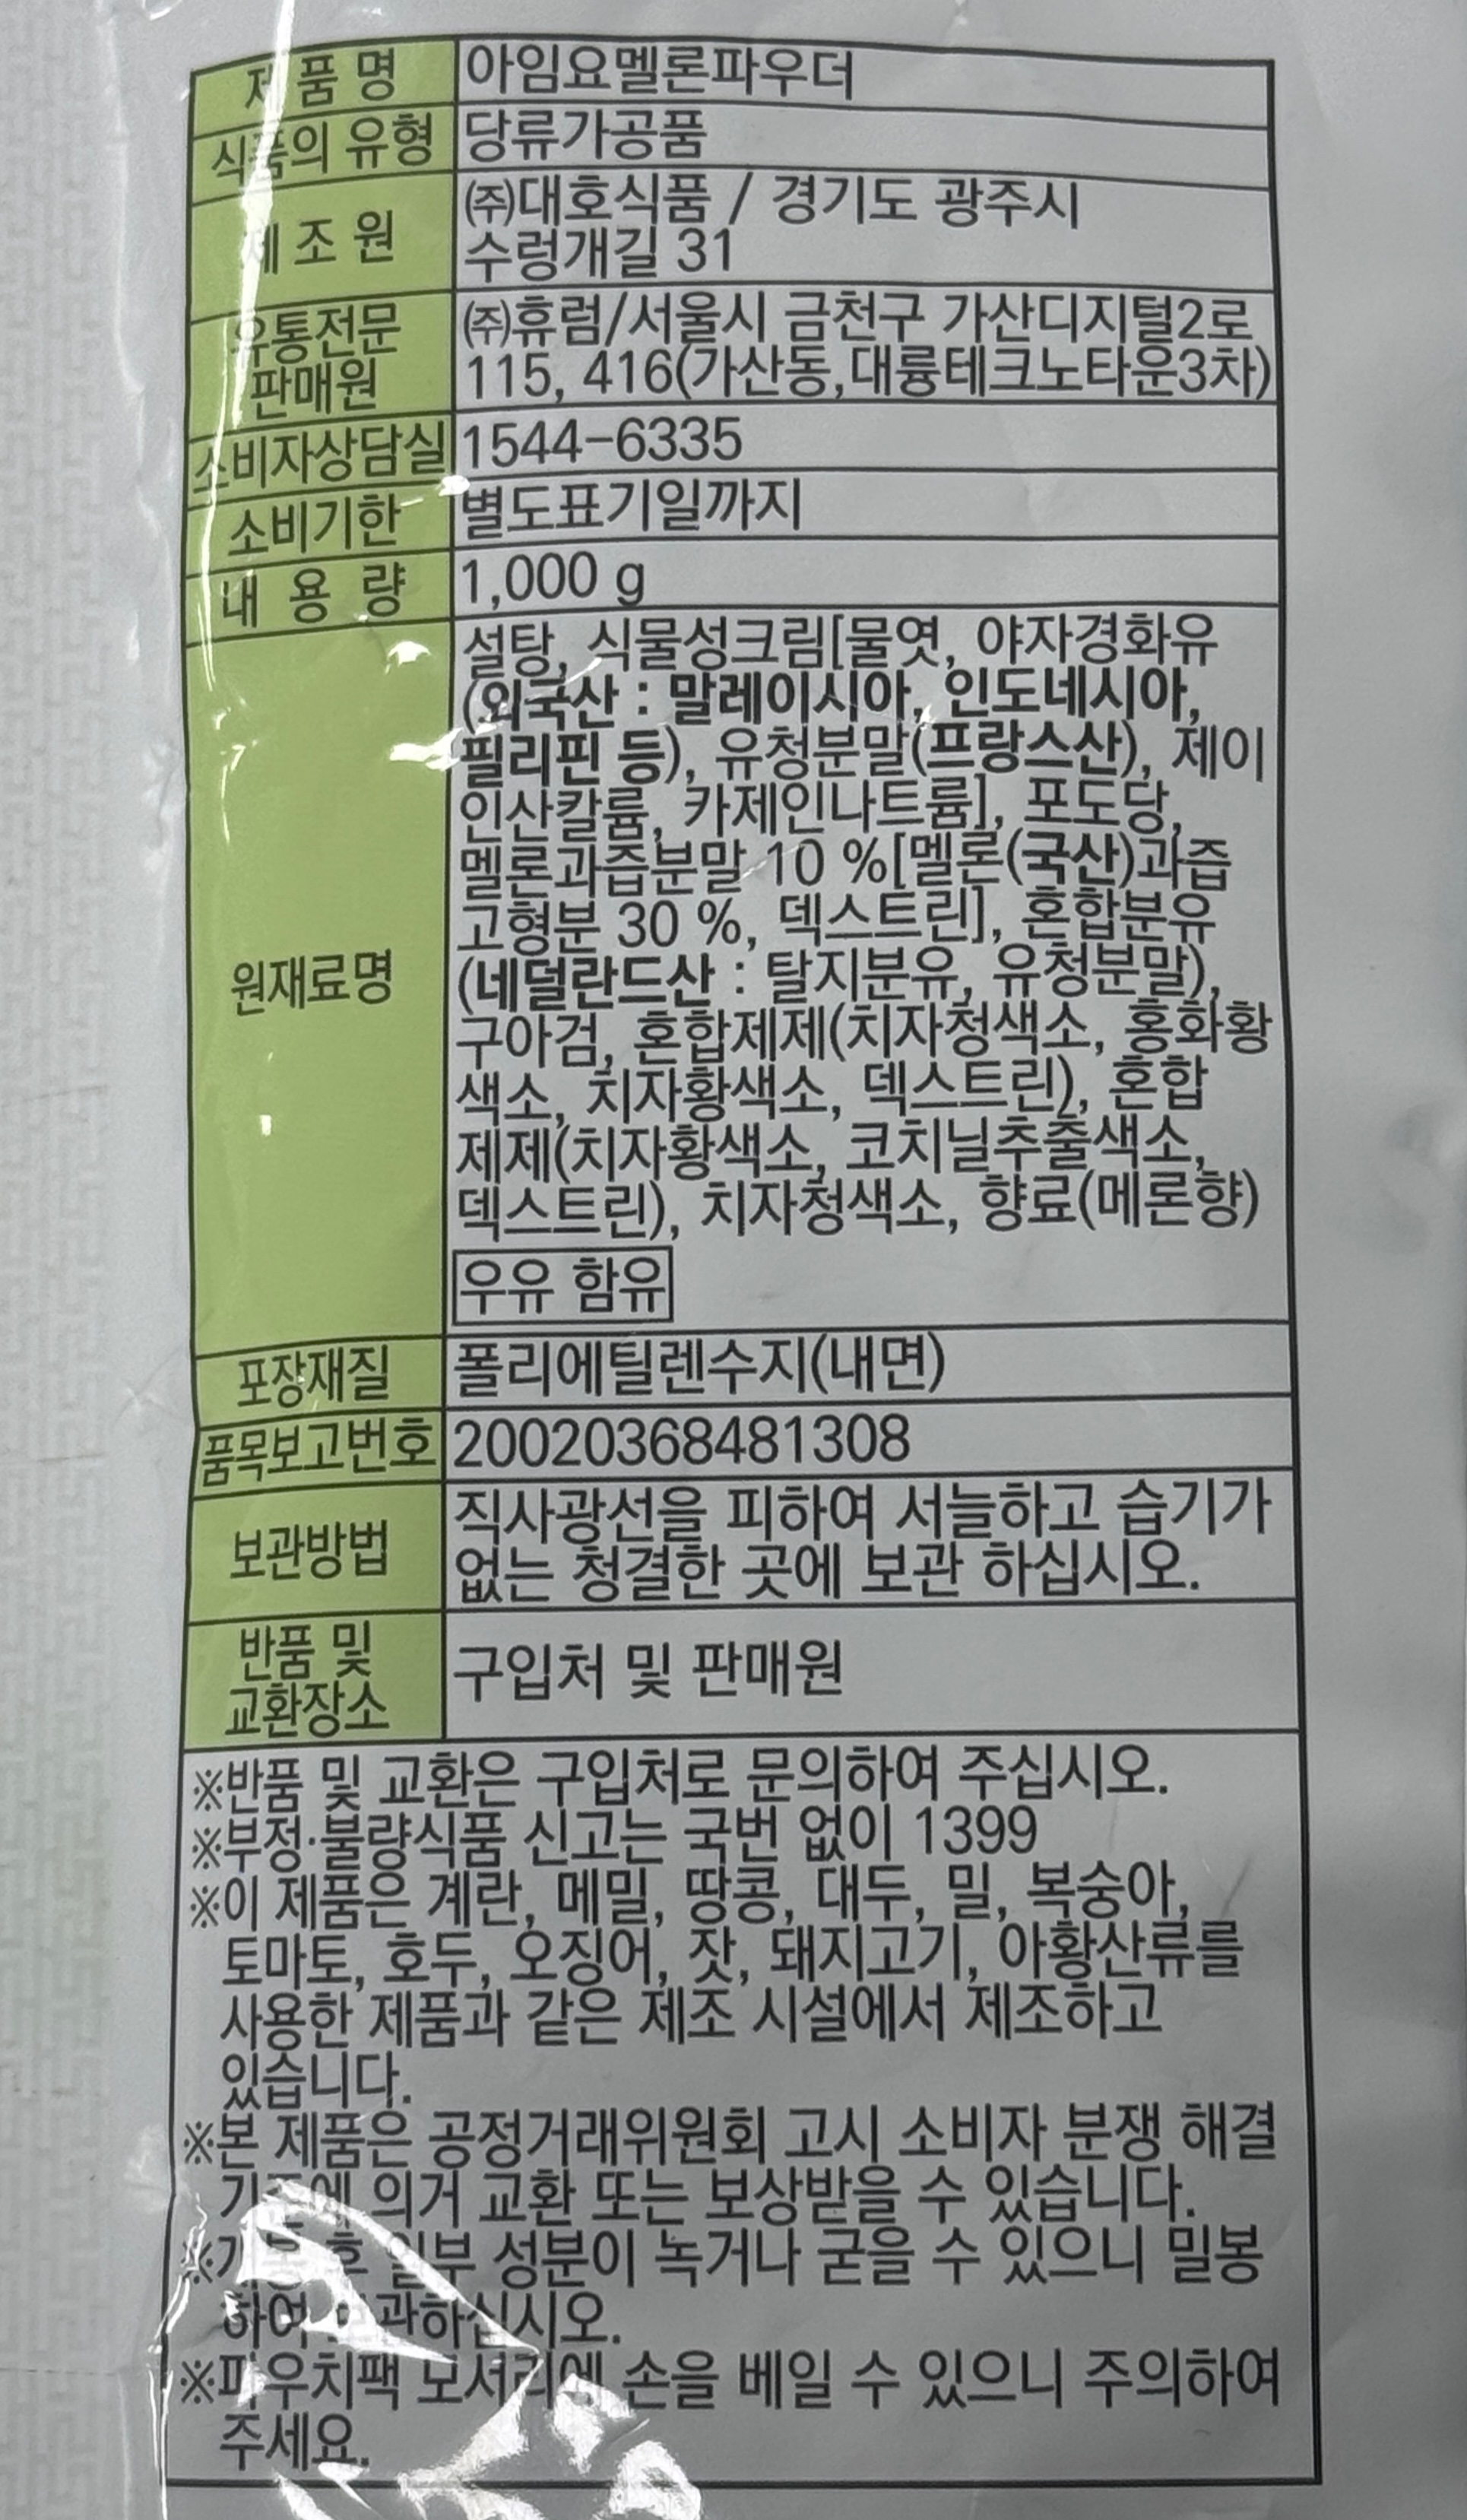 제 품 명 아임요멜론파우더
식품의 유형 당류가공품
제 조 원 ㈜대호식품 / 경기도 광주시
수렁개길 31
유통전문
판매원
㈜휴럼/서울시 금천구 가산디지털2로
115, 416(가산동,대륭테크노타운3차)
소비자상담실 1544-6335
소비기한 별도표기일까지
내 용 량 1,000 g
원재료명
설탕, 식물성크림[물엿, 야자경화유
(외국산 : 말레이시아, 인도네시아,
필리핀 등), 유청분말(프랑스산), 제이
인산칼륨, 카제인나트륨], 포도당,
멜론과즙분말 10 %[멜론(국산)과즙
고형분 30 %, 덱스트린], 혼합분유
(네덜란드산 : 탈지분유, 유청분말),
구아검, 혼합제제(치자청색소, 홍화황
색소, 치자황색소, 덱스트린), 혼합
제제(치자황색소, 코치닐추출색소,
덱스트린), 치자청색소, 향료(메론향)
우유 함유
포장재질 폴리에틸렌수지(내면)
품목보고번호 20020368481308
보관방법 직사광선을 피하여 서늘하고 습기가
없는 청결한 곳에 보관 하십시오.
반품 및
교환장소
구입처 및 판매원
※반품 및 교환은 구입처로 문의하여 주십시오.
※부정·불량식품 신고는 국번 없이 1399
※이 제품은 계란, 메밀, 땅콩, 대두, 밀, 복숭아,
토마토, 호두, 오징어, 잣, 돼지고기, 아황산류를
사용한 제품과 같은 제조 시설에서 제조하고
있습니다.
※본 제품은 공정거래위원회 고시 소비자 분쟁 해결
기준에 의거 교환 또는 보상받을 수 있습니다.
※개봉 후 일부 성분이 녹거나 굳을 수 있으니 밀봉
하여 보관하십시오.
※파우치팩 모서리에 손을 베일 수 있으니 주의하여
주세요.